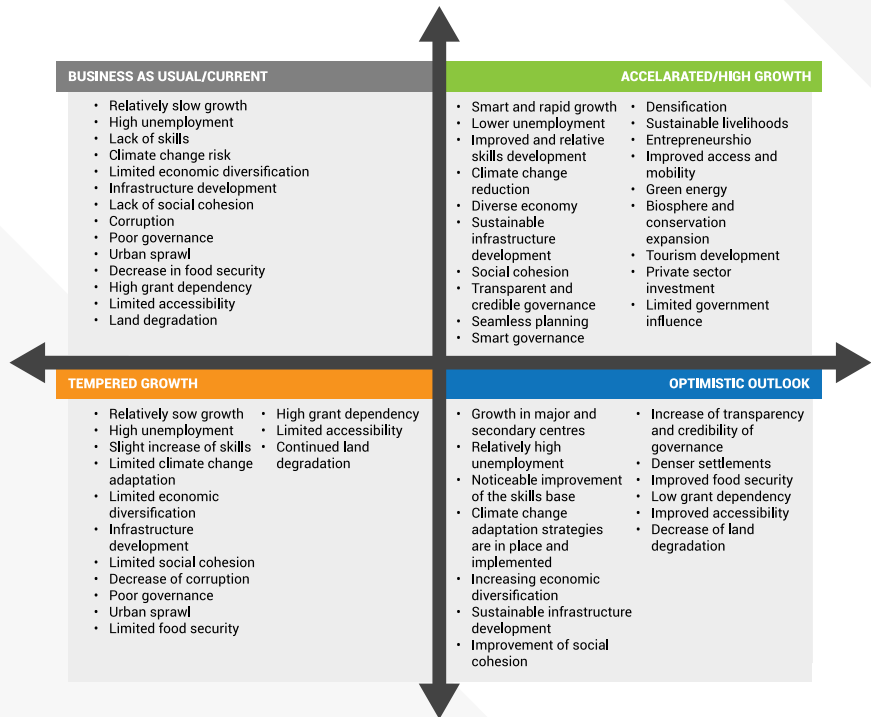 BUSINESS AS USUAL/CURRENT
• Relatively slow growth
• High unemployment
• Lack of skills
• Climate change risk
• Limited economic diversification
• Infrastructure development
• Lack of social cohesion
• Corruption
• Poor governance
• Urban sprawl
• Decrease in food security
• High grant dependency
• Limited accessibility
• Land degradation
ACCELARATED/HIGH GROWTH
• Smart and rapid growth
• Lower unemployment
• Improved and relative
skills development
• Climate change
reduction
• Diverse economy
• Sustainable
infrastructure
development
• Social cohesion
• Transparent and
credible governance
• Seamless planning
• Smart governance
• Densification
• Sustainable livelihoods
• Entrepreneurshio
• Improved access and
mobility
• Green energy
• Biosphere and
conservation
expansion
• Tourism development
• Private sector
investment
• Limited government
influence
TEMPERED GROWTH
• Relatively sow growth
• High unemployment
• Slight increase of skills
• Limited climate change
adaptation
• Limited economic
diversification
• Infrastructure
development
• Limited social cohesion
• Decrease of corruption
• Poor governance
• Urban sprawl
• Limited food security
• High grant dependency
• Limited accessibility
• Continued land
degradation
OPTIMISTIC OUTLOOK
• Growth in major and
secondary centres
• Relatively high
unemployment
• Noticeable improvement
of the skills base
• Climate change
adaptation strategies
are in place and
implemented
• Increasing economic
diversification
• Sustainable infrastructure
development
• Improvement of social
cohesion
• Increase of transparency
and credibility of
governance
• Denser settlements
• Improved food security
• Low grant dependency
• Improved accessibility
• Decrease of land
degradation